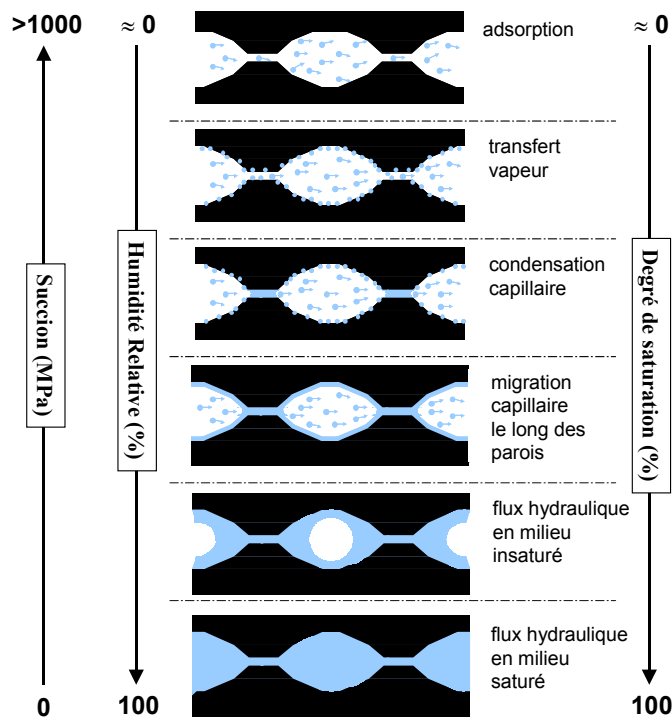 >1000
≈ 0
adsorption
≈ 0
transfert
vapeur
condensation
capillaire
Succion (MPa)
Humidité Relative (%)
Degré de saturation (%)
migration
capillaire
le long des
parois
flux hydraulique
en milieu
insaturé
flux hydraulique
en milieu
saturé
0
100
100